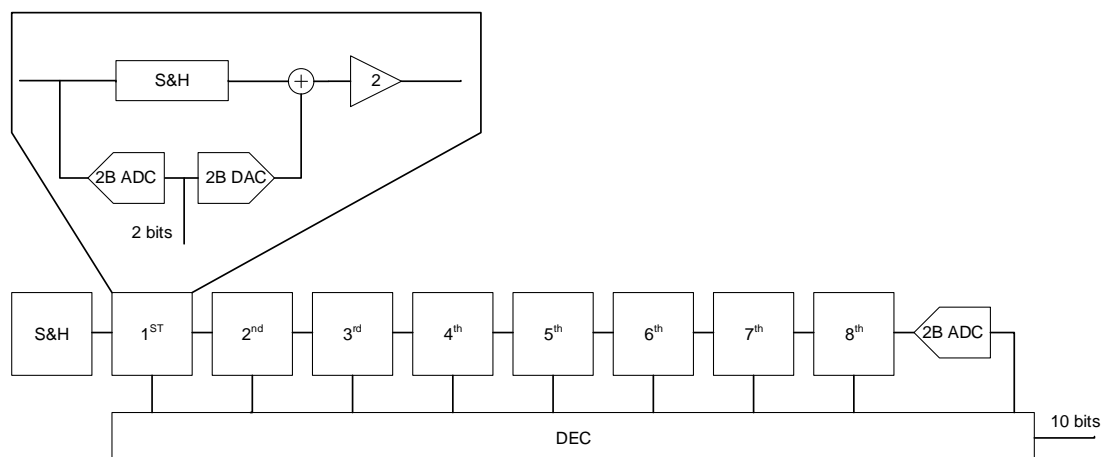 S&H
+
2
2B ADC
2B DAC
2 bits
S&H
1ST
2nd
3rd
4th
5th
6th
7th
8th
2B ADC
DEC
10 bits